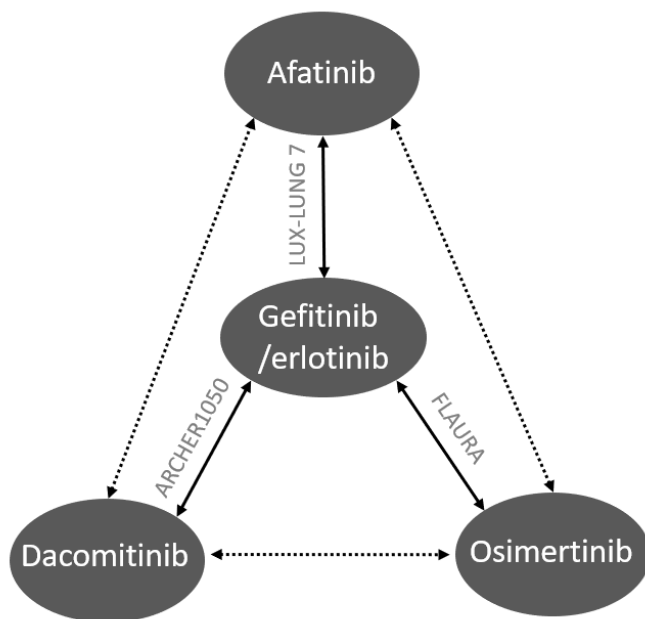 Afatinib
LUX-LUNG 7
Gefitinib
/erlotinib
ARCHER1050
FLAURA
Dacomitinib
Osimertinib